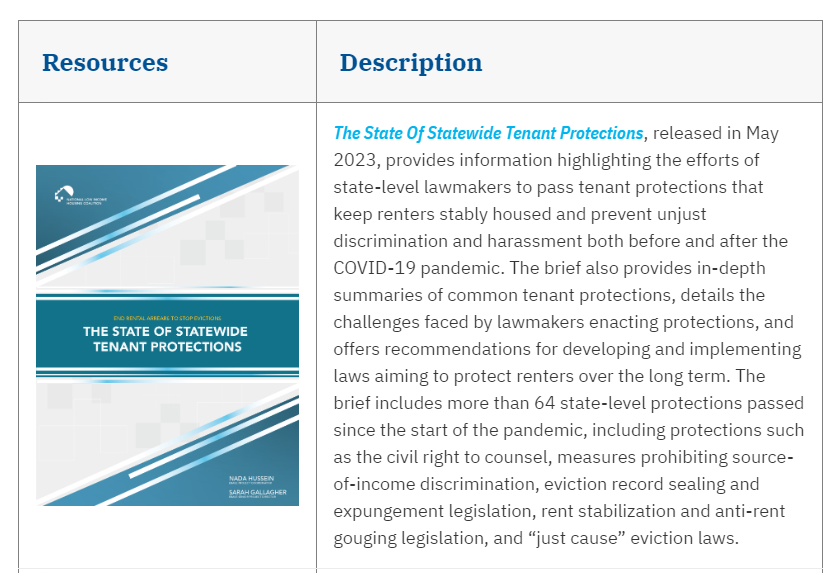 Resources
Description
NATIONAL LOW INCOME
HOUSING COALITION
END RENTAL ARREARS TO STOP EVICTIONS
THE STATE OF STATEWIDE
TENANT PROTECTIONS
NADA HUSSEIN
SARAH GALLAGHER
The State Of Statewide Tenant Protections, released in May
2023, provides information highlighting the efforts of
state-level lawmakers to pass tenant protections that
keep renters stably housed and prevent unjust
discrimination and harassment both before and after the
COVID-19 pandemic. The brief also provides in-depth
summaries of common tenant protections, details the
challenges faced by lawmakers enacting protections, and
offers recommendations for developing and implementing
laws aiming to protect renters over the long term. The
brief includes more than 64 state-level protections passed
since the start of the pandemic, including protections such
as the civil right to counsel, measures prohibiting source-
of-income discrimination, eviction record sealing and
expungement legislation, rent stabilization and anti-rent
gouging legislation, and “just cause” eviction laws.